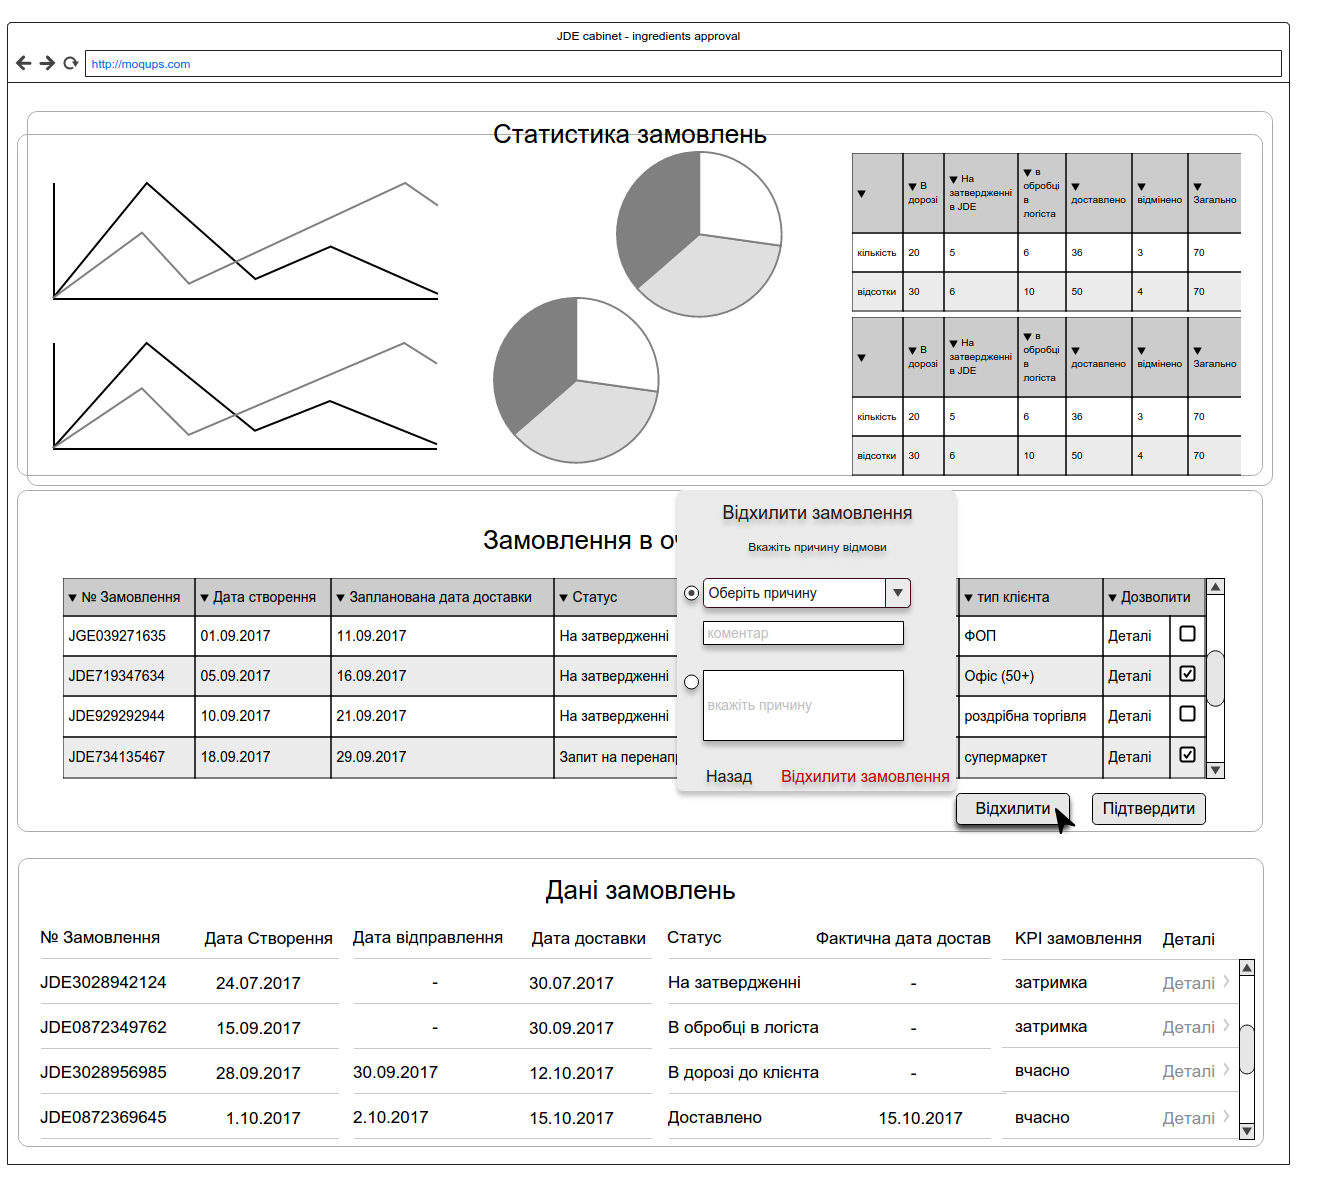 JDE cabinet - ingredients approval
http://moqups.com
Статистика замовлень
В дорозі
На затвердженні в JDE
в обробці в логіста
доставлено
відмінено
Загально
кількість 20 5 6 36 3 70
відсотки 30 6 10 50 4 70
В дорозі
На затвердженні в JDE
в обробці в логіста
доставлено
відмінено
Загально
кількість 20 5 6 36 3 70
відсотки 30 6 10 50 4 70
Замовлення в
№ Замовлення Дата створення Запланована дата доставки Статус тип клієнта Дозволити
JGE039271635 01.09.2017 11.09.2017 На затвердженні ФОП Деталі
JDE719347634 05.09.2017 16.09.2017 На затвердженні Офіс (50+) Деталі
JDE929292944 10.09.2017 21.09.2017 На затвердженні роздрібна торгівля Деталі
JDE734135467 18.09.2017 29.09.2017 Запит на перенап супермаркет Деталі
Відхилити замовлення
Вкажіть причину відмови
Оберіть причину
коментар
вкажіть причину
Назад Відхилити замовлення
Відхилити Підтвердити
Дані замовлень
№ Замовлення Дата Створення Дата відправлення Дата доставки Статус Фактична дата достав KPI замовлення Деталі
JDE3028942124 24.07.2017 - 30.07.2017 На затвердженні - затримка Деталі
JDE0872349762 15.09.2017 - 30.09.2017 В обробці в логіста - затримка Деталі
JDE3028956985 28.09.2017 30.09.2017 12.10.2017 В дорозі до клієнта - вчасно Деталі
JDE0872369645 1.10.2017 2.10.2017 15.10.2017 Доставлено 15.10.2017 вчасно Деталі